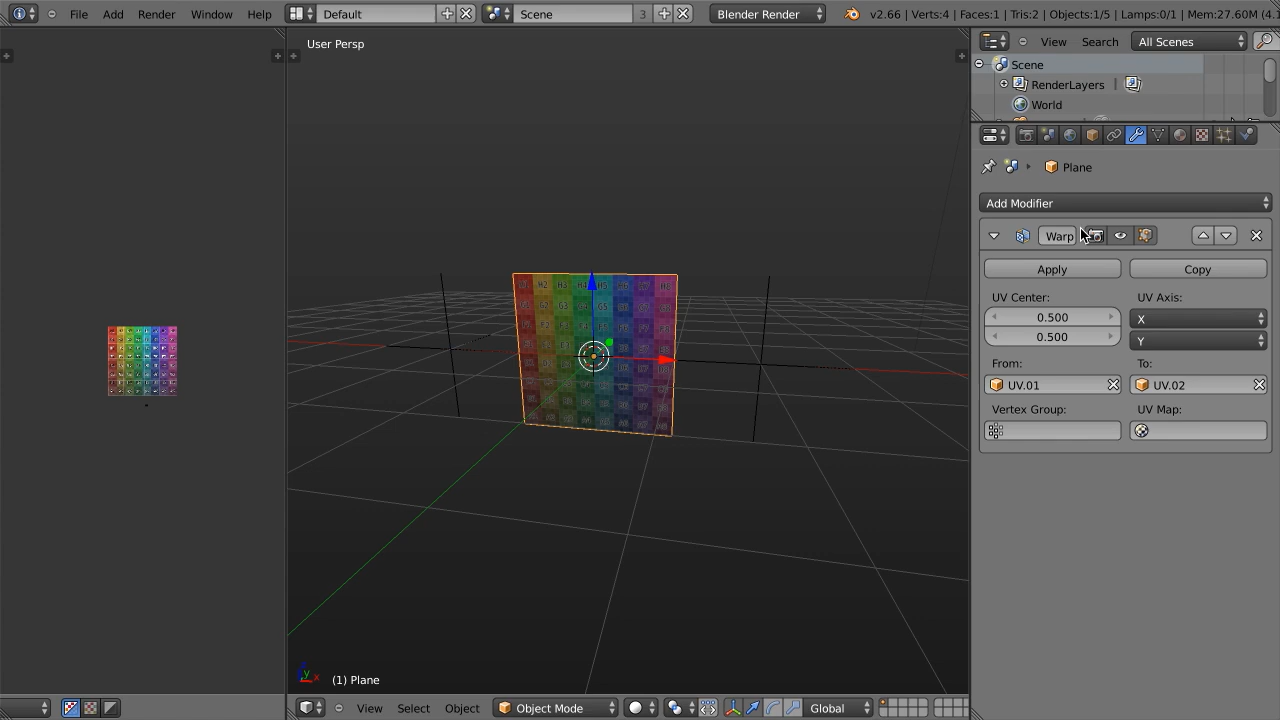 File Add Render Window Help Default Scene 3 Blender Render v2.66 | Verts:4 | Faces:1 | Tris:2 | Objects:1/5 | Lamps:0/1 | Mem:27.60M (4.
User Persp
View Search All Scenes
Scene
RenderLayers
World
Plane
Add Modifier
Warp
Apply Copy
UV Center: UV Axis:
0.500 X
0.500 Y
From: To:
UV.01 UV.02
Vertex Group: UV Map:
(1) Plane
View Select Object Object Mode Global